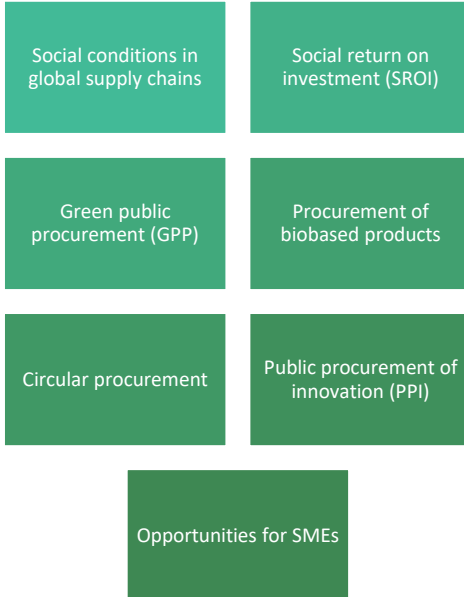 Social conditions in
global supply chains
Social return on
investment (SROI)
Green public
procurement (GPP)
Procurement of
biobased products
Circular procurement
Public procurement of
innovation (PPI)
Opportunities for SMEs